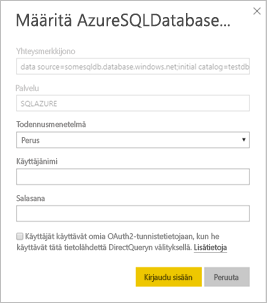 Määritä AzureSQLDatabase...
Yhteysmerkkijono
data source=somesqldb.database.windows.net;initial catalog=testdb
Palvelu
SQLAZURE
Todennusmenetelmä
Perus
Käyttäjänimi
Salasana
Käyttäjät käyttävät omia OAuth2-tunnistetietojaan, kun he
käyttävät tätä tietolähdettä DirectQueryn välityksellä. Lisätietoja
Kirjaudu sisään
Peruuta